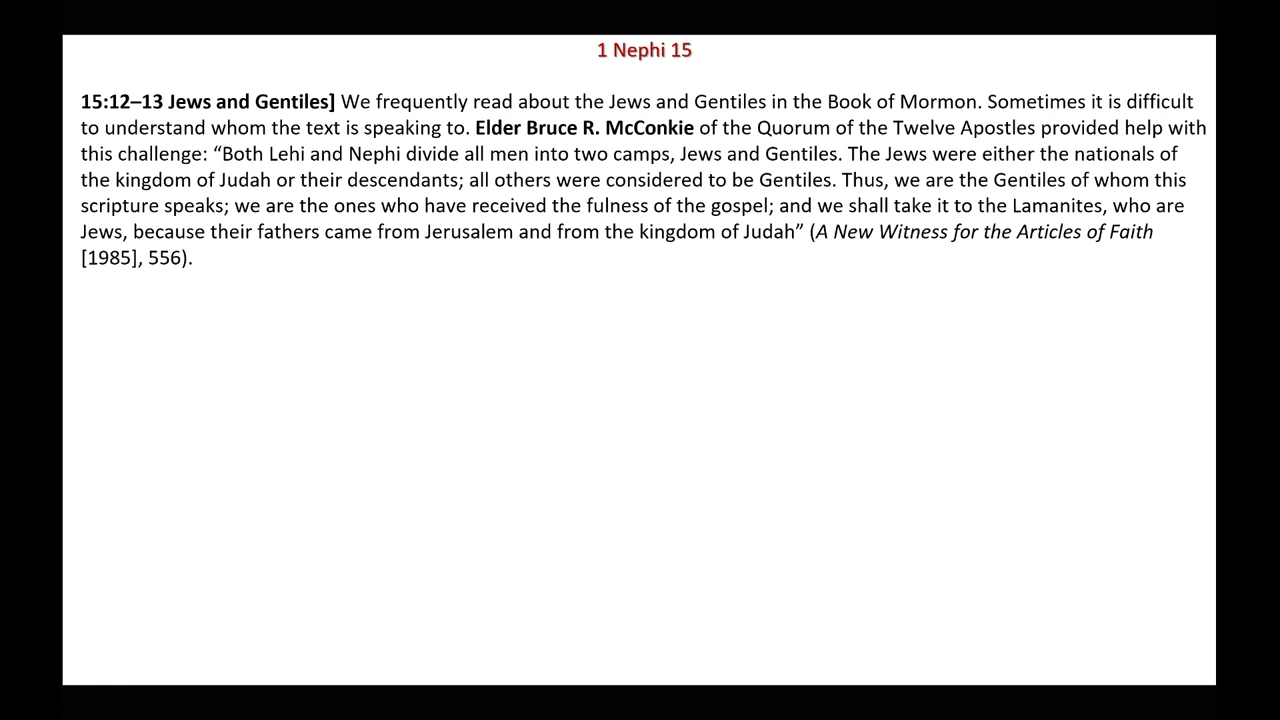 1 Nephi 15
15:12–13 Jews and Gentiles] We frequently read about the Jews and Gentiles in the Book of Mormon. Sometimes it is difficult
to understand whom the text is speaking to. Elder Bruce R. McConkie of the Quorum of the Twelve Apostles provided help with
this challenge: “Both Lehi and Nephi divide all men into two camps, Jews and Gentiles. The Jews were either the nationals of
the kingdom of Judah or their descendants; all others were considered to be Gentiles. Thus, we are the Gentiles of whom this
scripture speaks; we are the ones who have received the fulness of the gospel; and we shall take it to the Lamanites, who are
Jews, because their fathers came from Jerusalem and from the kingdom of Judah” (A New Witness for the Articles of Faith
[1985], 556).